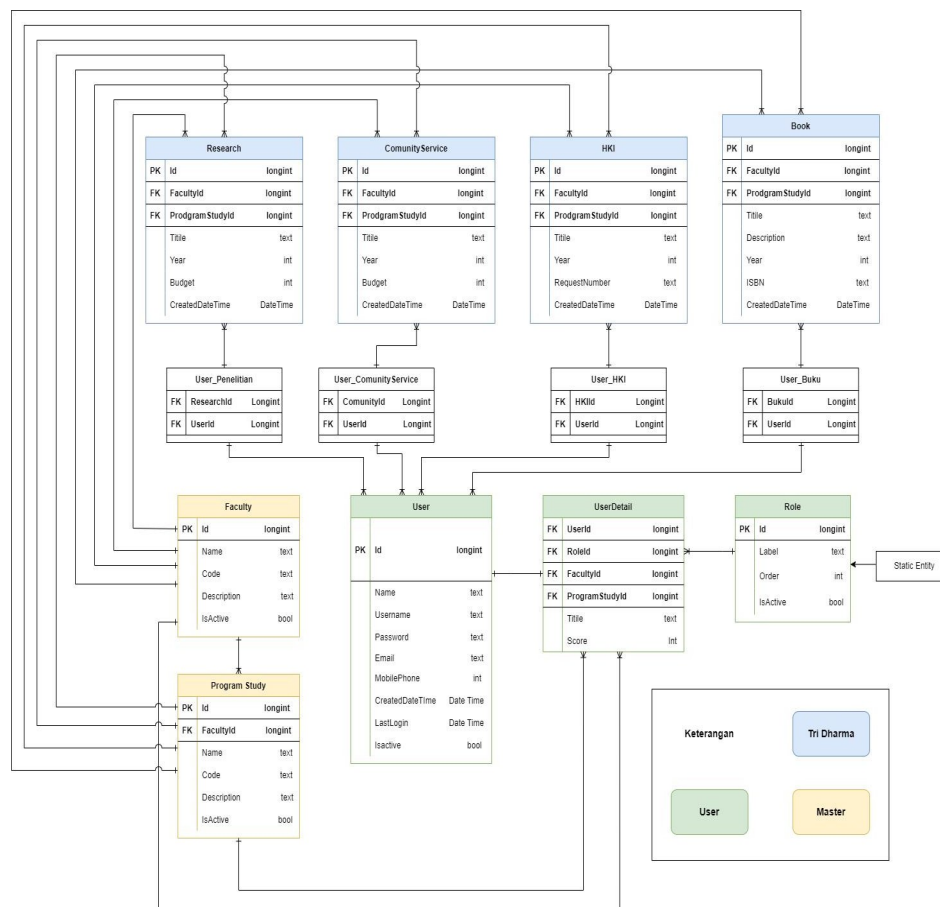 Book
PK Id longint
FK FacultyId longint
FK ProdgramStudyId longint
Titile text
Description text
Year int
ISBN text
CreatedDateTime DateTime
Research
PK Id longint
FK FacultyId longint
FK ProdgramStudyId longint
Titile text
Year int
Budget int
CreatedDateTime DateTime
ComunityService
PK Id longint
FK FacultyId longint
FK ProdgramStudyId longint
Titile text
Year int
Budget int
CreatedDateTime DateTime
HKI
PK Id longint
FK FacultyId longint
FK ProdgramStudyId longint
Titile text
Year int
RequestNumber text
CreatedDateTime DateTime
User_Penelitian
FK ResearchId Longint
FK UserId Longint
User_ComunityService
FK ComunityId Longint
FK UserId Longint
User_HKI
FK HKIId Longint
FK UserId Longint
User_Buku
FK BukuId Longint
FK UserId Longint
Faculty
PK Id longint
Name text
Code text
Description text
IsActive bool
User
PK Id longint
Name text
Username text
Password text
Email text
MobilePhone int
CreatedDateTIme Date Time
LastLogin Date Time
Isactive bool
UserDetail
FK UserId longint
FK RoleId longint
FK FacultyId longint
FK ProgramStudyId longint
Titile text
Score Int
Role
PK Id longint
Label text
Order int
IsActive bool
Static Entity
Program Study
PK Id longint
FK FacultyId longint
Name text
Code text
Description text
IsActive bool
Keterangan
Tri Dharma
User
Master